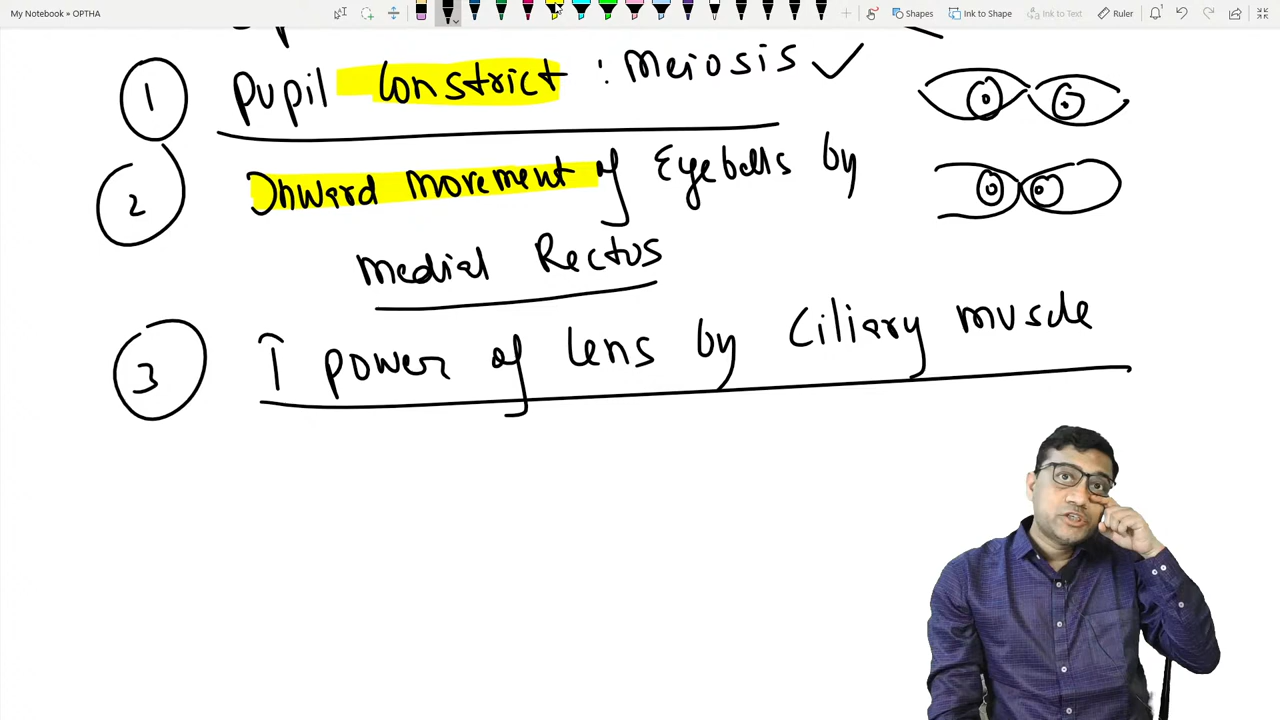 My Notebook » OPTHA
Shapes
Ink to Shape
Ink to Text
Ruler
1 Pupil Constrict : Meiosis ✓
2 Inward movement of Eyeballs by
Medial Rectus
3 ↑ power of lens by Ciliary muscle